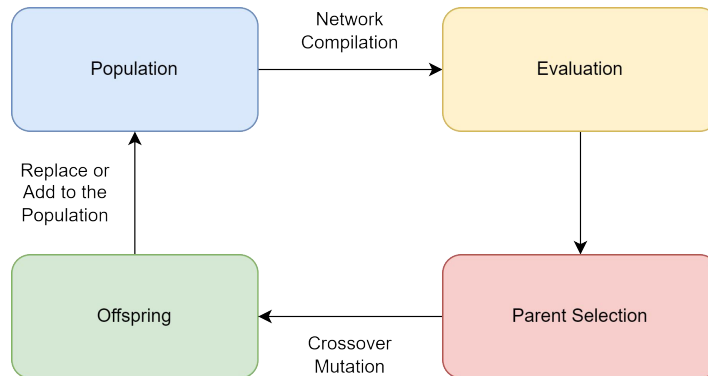 Network
Compilation
Population
Evaluation
Replace or
Add to the
Population
Offspring
Parent Selection
Crossover
Mutation